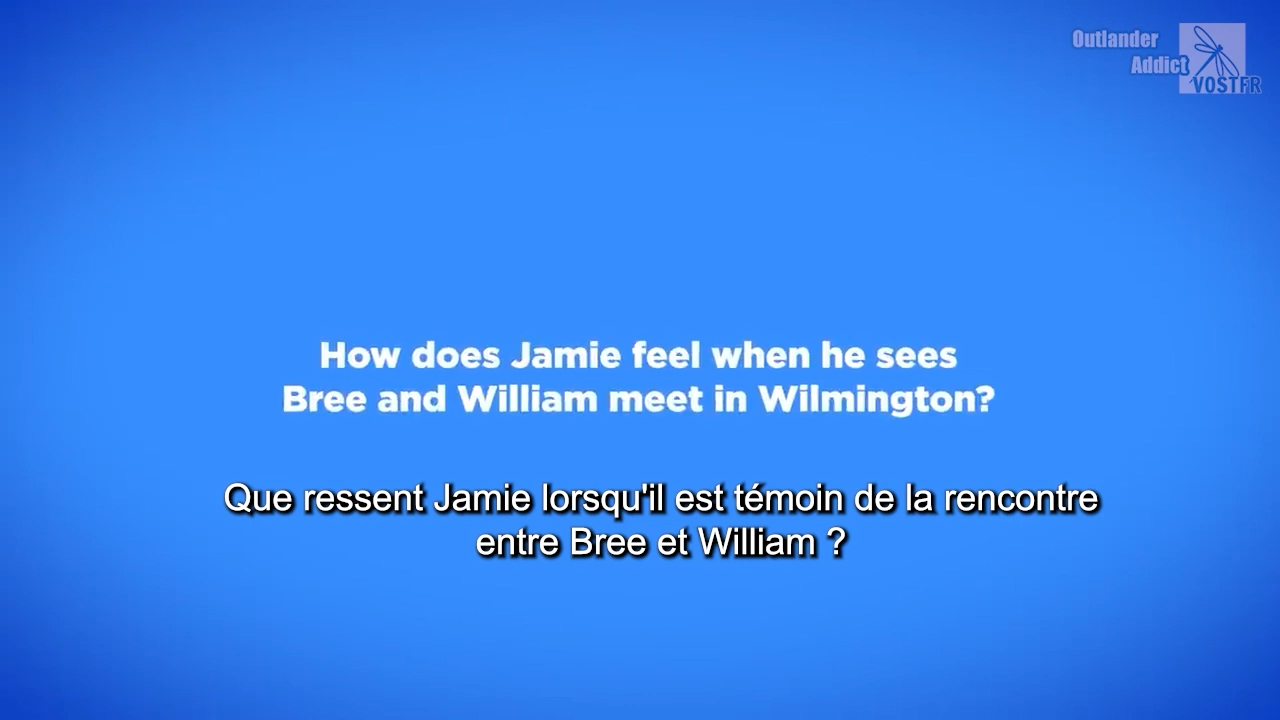 Outlander
Addict
VOSTFR
How does Jamie feel when he sees
Bree and William meet in Wilmington?
Que ressent Jamie lorsqu'il est témoin de la rencontre
entre Bree et William ?